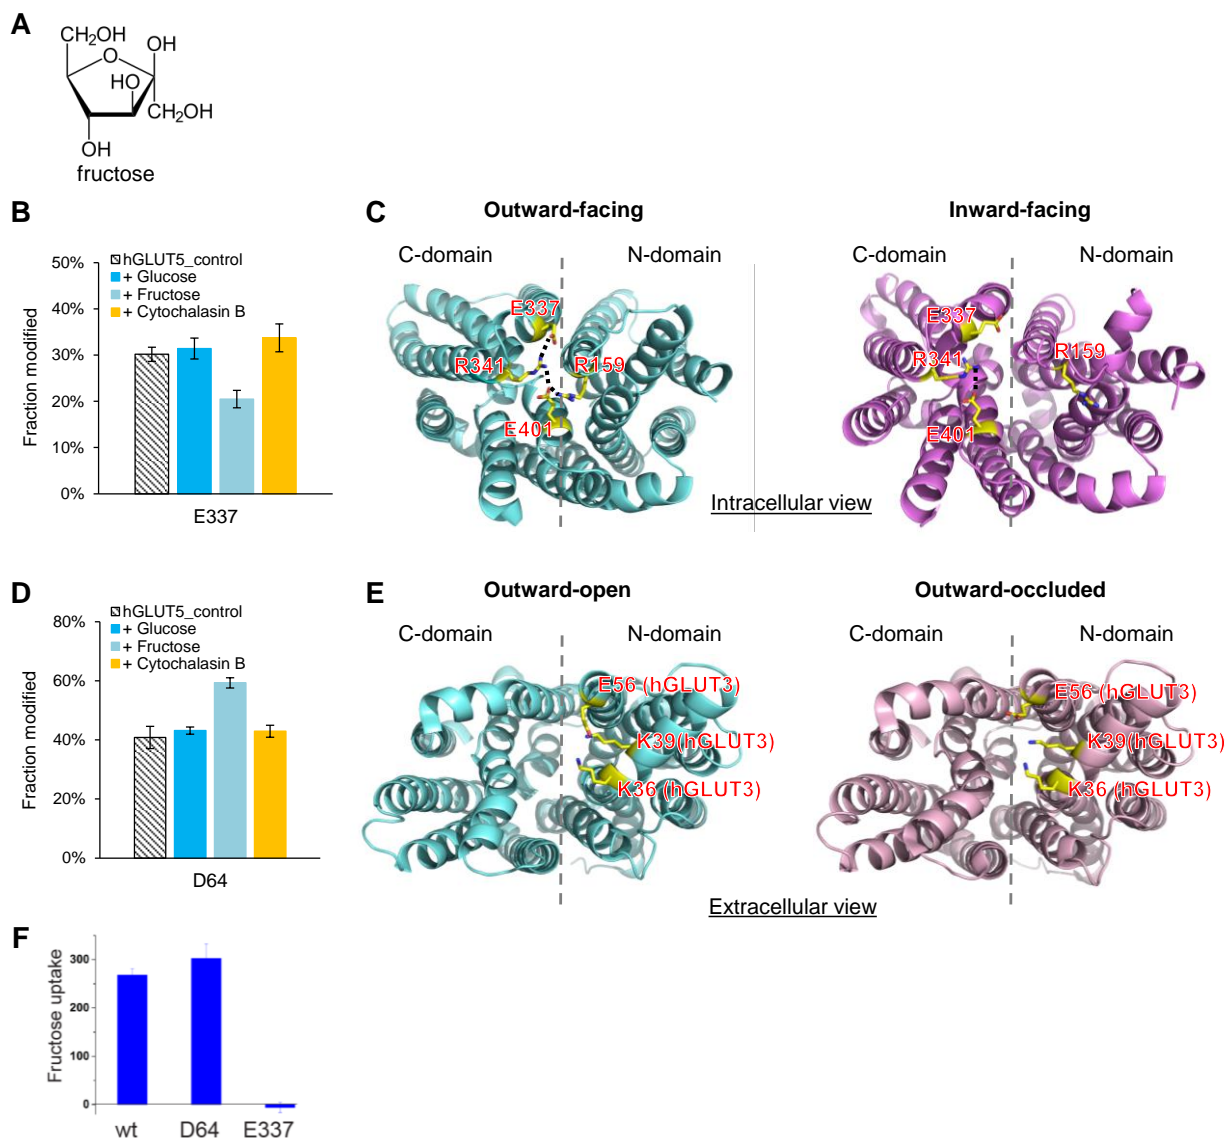 A
CH2OH
OH
O
HO
CH2OH
OH
fructose
B
50%
40%
30%
20%
10%
0%
Fraction modified
hGLUT5_control
+ Glucose
+ Fructose
+ Cytochalasin B
E337
C
Outward-facing
Inward-facing
C-domain
N-domain
C-domain
N-domain
E337
R341
R159
E401
E337
R341
R159
E401
Intracellular view
D
80%
60%
40%
20%
0%
Fraction modified
hGLUT5_control
+ Glucose
+ Fructose
+ Cytochalasin B
D64
E
Outward-open
Outward-occluded
C-domain
N-domain
C-domain
N-domain
E56 (hGLUT3)
K39(hGLUT3)
K36 (hGLUT3)
E56 (hGLUT3)
K39(hGLUT3)
K36 (hGLUT3)
Extracellular view
F
Fructose uptake
300
200
100
0
wt
D64
E337